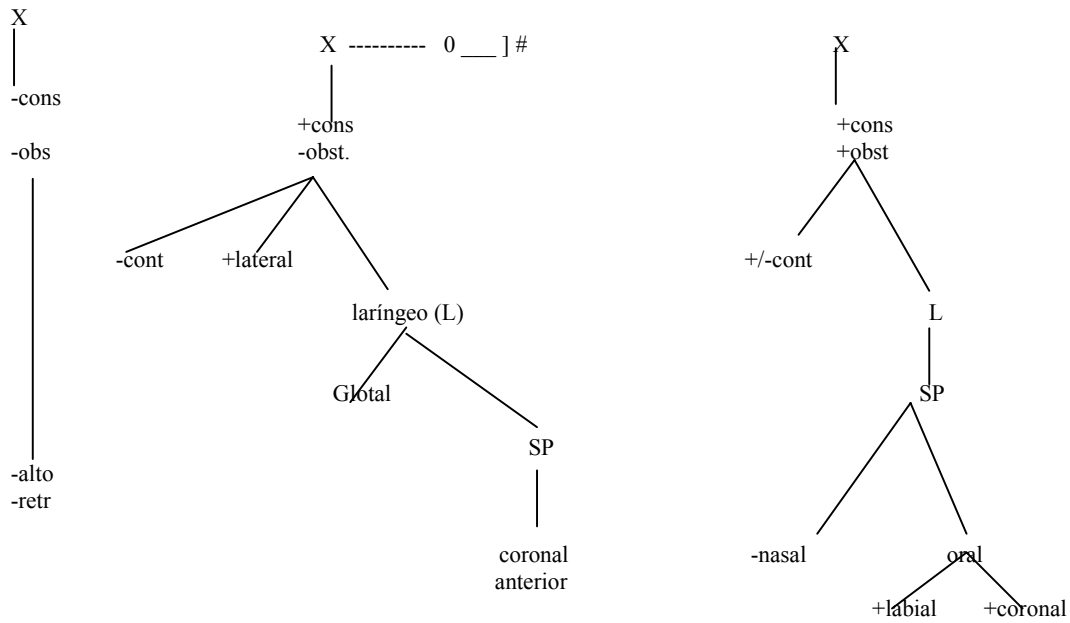 X
X ----------- 0 ___ ] #
X
-cons
+cons
+cons
-obs
-obst.
+obst
-cont
+lateral
+/-cont
laríngeo (L)
L
Glotal
SP
SP
-alto
-retr
coronal
-nasal
oral
anterior
+labial
+coronal